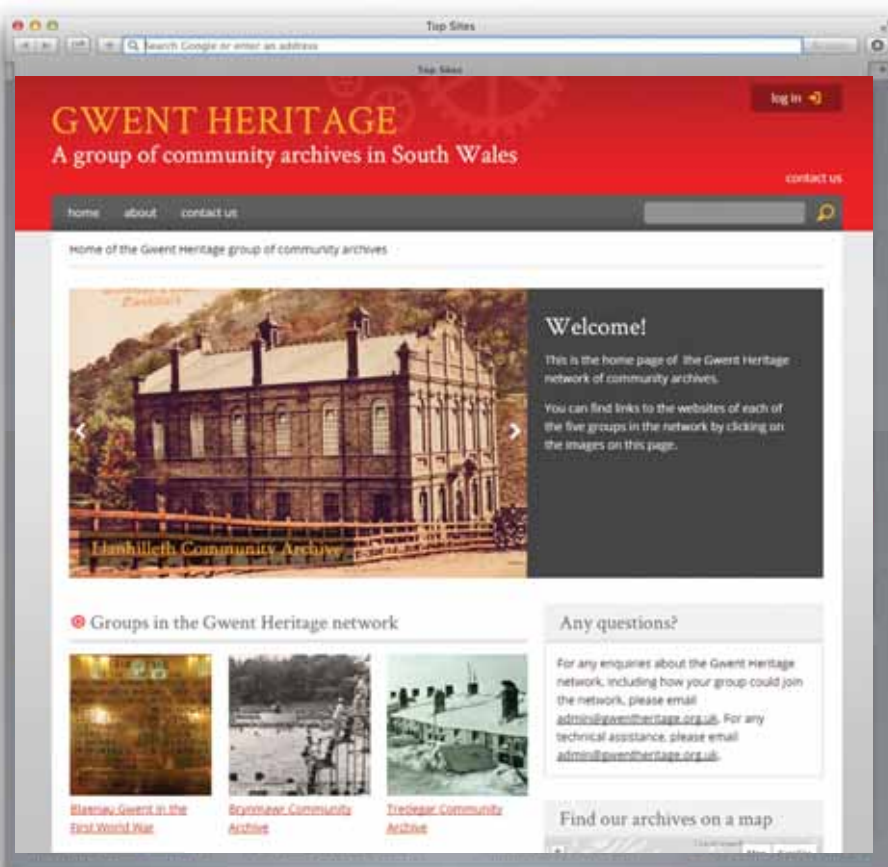 Top Sites
Search Google or enter an address
Top Sites
log in
GWENT HERITAGE
A group of community archives in South Wales
contact us
home about contact us
Home of the Gwent Heritage group of community archives
Welcome!
This is the home page of the Gwent Heritage
network of community archives.
You can find links to the websites of each of
the five groups in the network by clicking on
the images on this page.
Llanhilleth Community Archive
Groups in the Gwent Heritage network
Any questions?
For any enquiries about the Gwent Heritage
network, including how your group could join
the network, please email
admin@gwentheritage.org.uk. For any
technical assistance, please email
admin@gwentheritage.org.uk.
Blaenau Gwent in the
First World War
Brynmawr Community
Archive
Tredegar Community
Archive
Find our archives on a map
Map Satellite